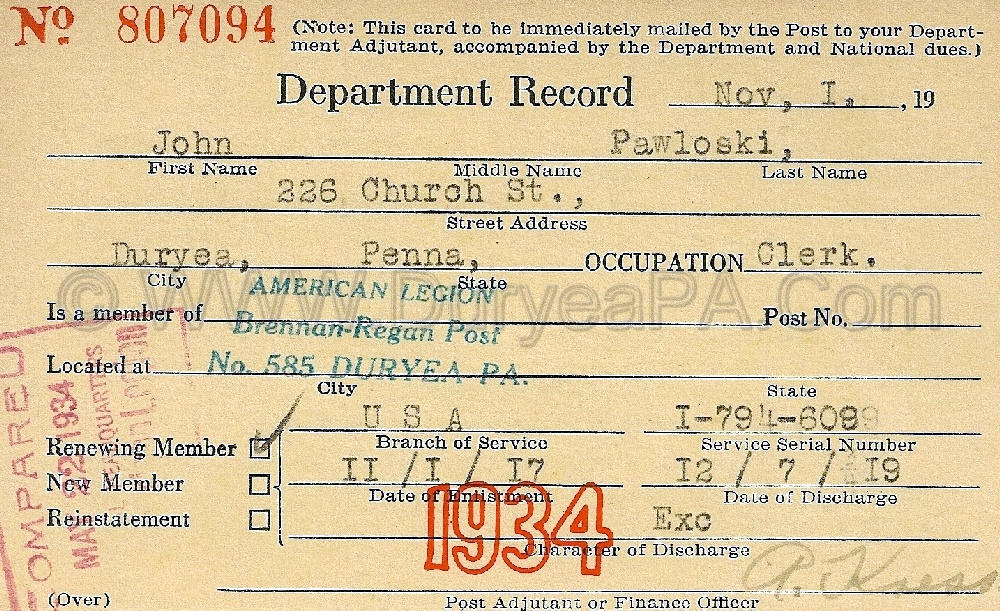 No 807094
(Note: This card to be immediately mailed by the Post to your Depart-
ment Adjutant, accompanied by the Department and National dues.)
Department Record Nov, I. , 19
John Pawloski,
First Name Middle Name Last Name
226 Church St.,
Street Address
Duryea, Penna, OCCUPATION Clerk.
City State
© WWW.DuryeaPA.Com
AMERICAN LEGION
Is a member of Brennan-Regan Post Post No.
Located at No. 585 DURYEA PA.
City State
U S A I-794-6089
Branch of Service Service Serial Number
Renewing Member
II / I / I7 I2 / 7 / I9
New Member Date of Enlistment Date of Discharge
Reinstatement 1934 Exc
Character of Discharge
COMPARED
MAY 22 1934
(Over) Post Adjutant or Finance Officer